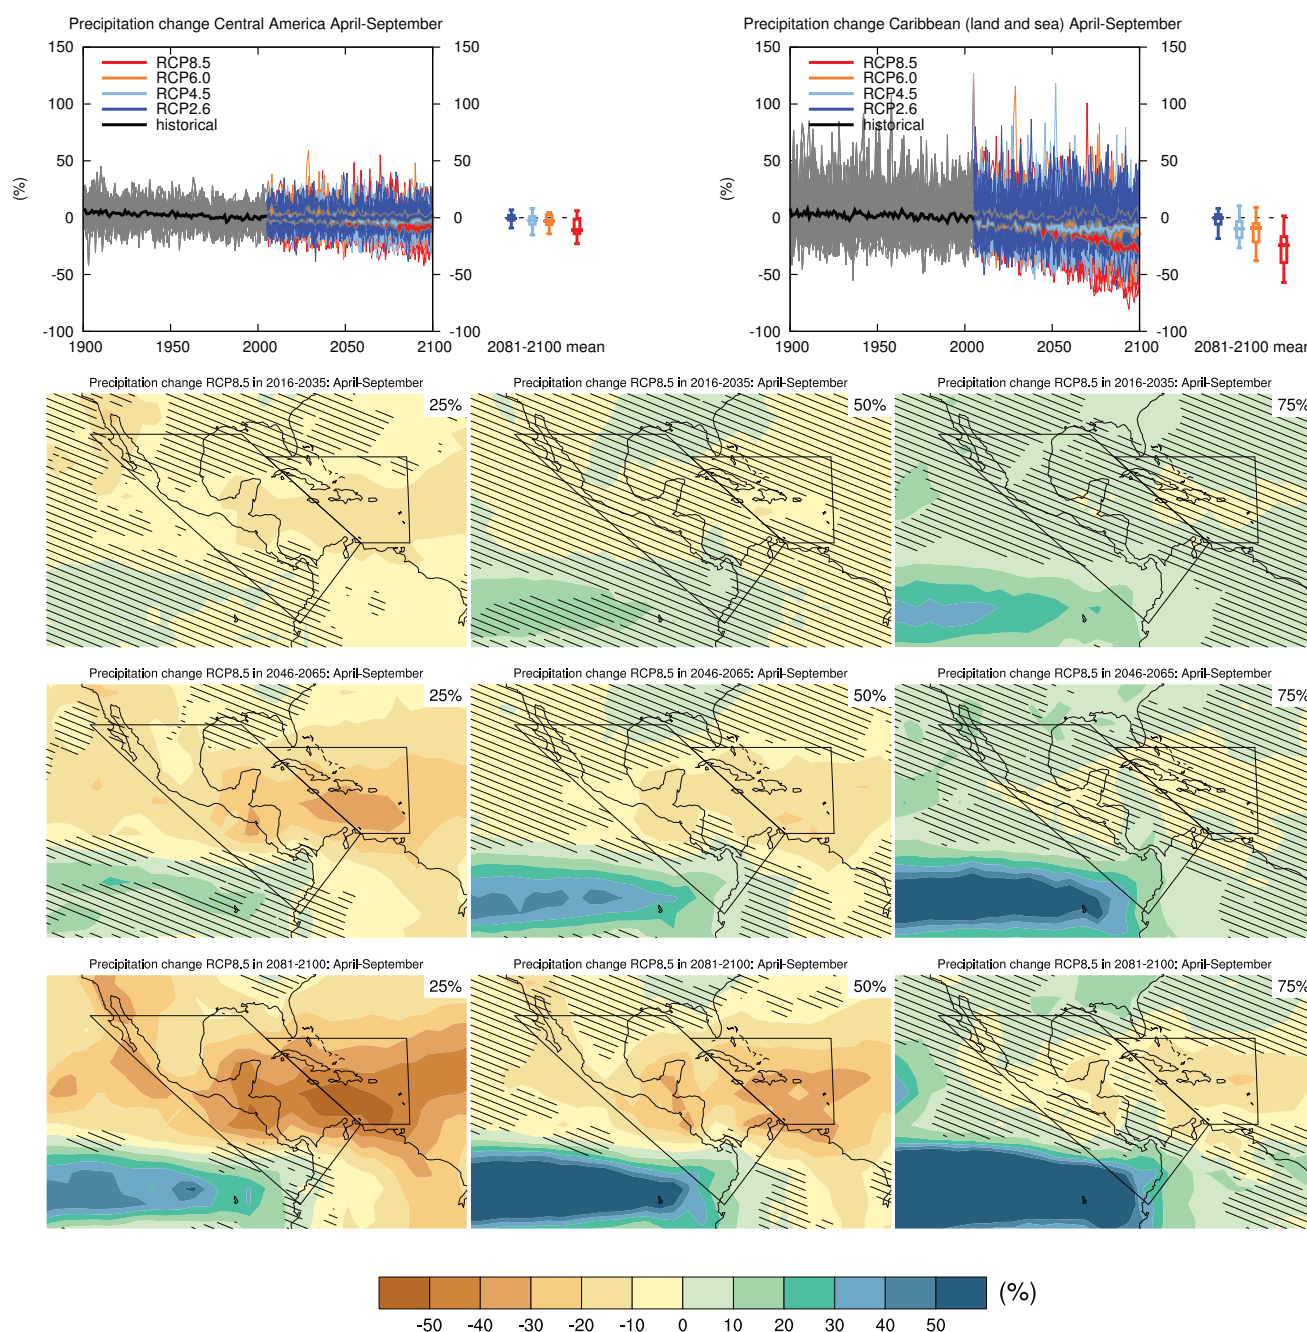 Precipitation change Central America April-September
150
100
50
0
-50
-100
(%)
RCP8.5
RCP6.0
RCP4.5
RCP2.6
historical
150
100
50
0
-50
-100
1900 1950 2000 2050 2100
2081-2100 mean
Precipitation change Caribbean (land and sea) April-September
150
100
50
0
-50
-100
(%)
RCP8.5
RCP6.0
RCP4.5
RCP2.6
historical
150
100
50
0
-50
-100
1900 1950 2000 2050 2100
2081-2100 mean
Precipitation change RCP8.5 in 2016-2035: April-September
25%
Precipitation change RCP8.5 in 2016-2035: April-September
50%
Precipitation change RCP8.5 in 2016-2035: April-September
75%
Precipitation change RCP8.5 in 2046-2065: April-September
25%
Precipitation change RCP8.5 in 2046-2065: April-September
50%
Precipitation change RCP8.5 in 2046-2065: April-September
75%
Precipitation change RCP8.5 in 2081-2100: April-September
25%
Precipitation change RCP8.5 in 2081-2100: April-September
50%
Precipitation change RCP8.5 in 2081-2100: April-September
75%
(%)
-50 -40 -30 -20 -10 0 10 20 30 40 50